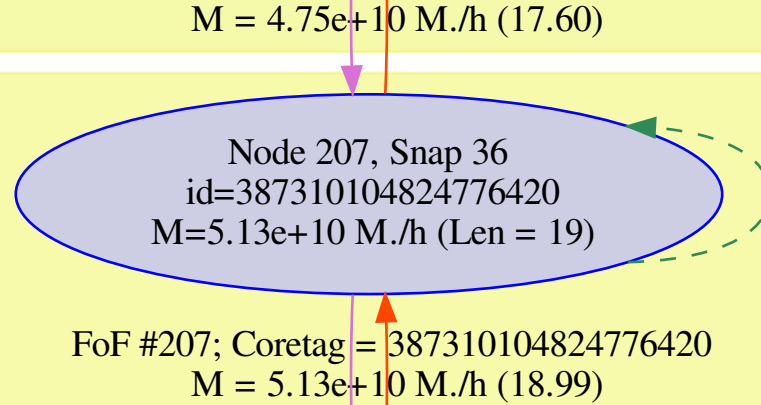 M = 4.75e+10 M./h (17.60)
Node 207, Snap 36
id=387310104824776420
M=5.13e+10 M./h (Len = 19)
FoF #207; Coretag = 387310104824776420
M = 5.13e+10 M./h (18.99)